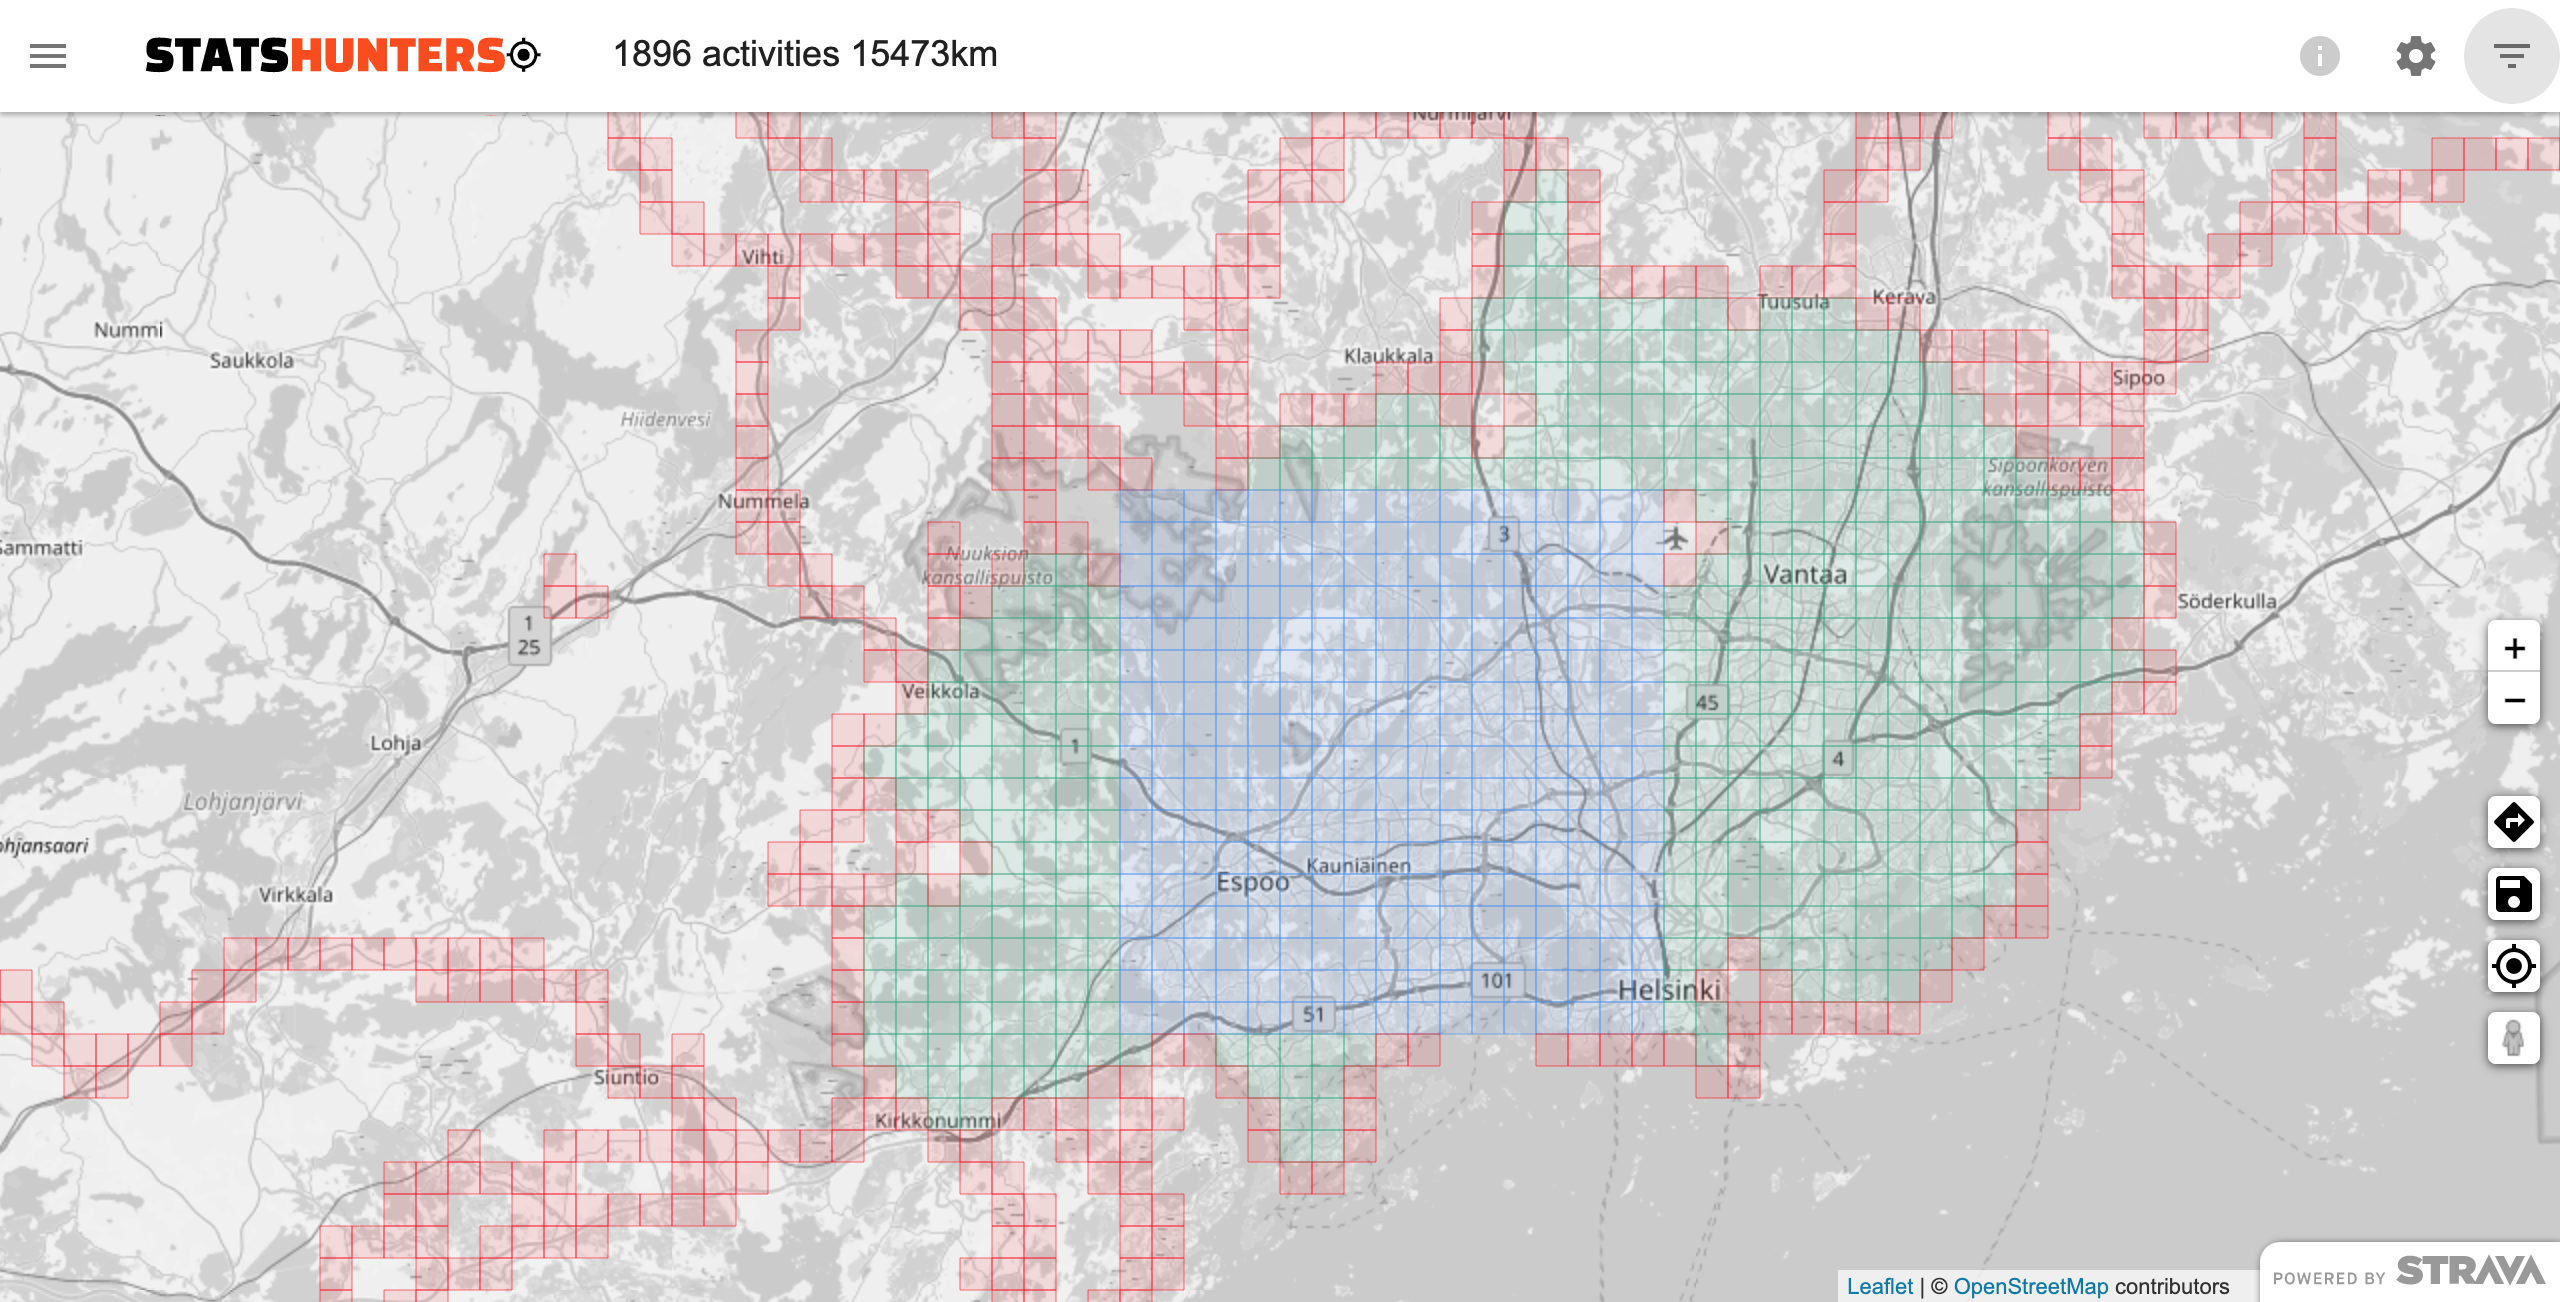 STATSHUNTERS
1896 activities 15473km
Nurmijärvi
Vihti
Tuusula
Kerava
Nummi
Saukkola
Klaukkala
Sipoo
Hiidenvesi
Sipoonkorven
kansallispuisto
Nummela
3
Sammatti
Nuuksion
kansallispuisto
Vantaa
Söderkulla
1
25
Veikkola
45
Lohja
1
4
Lohjanjärvi
ohjansaari
Kauniainen
Espoo
Virkkala
101
Helsinki
51
Siuntio
Kirkkonummi
+
−
POWERED BY STRAVA
Leaflet | © OpenStreetMap contributors